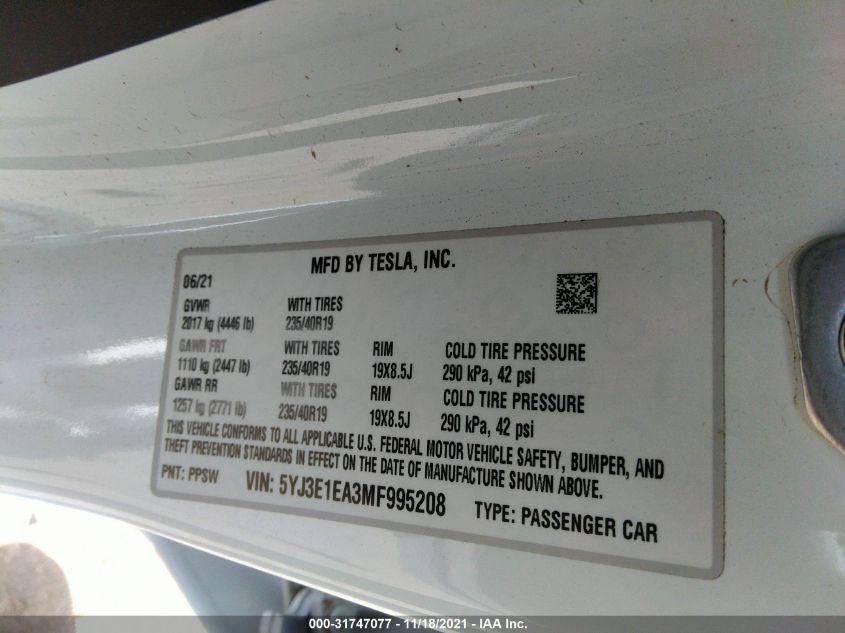 MFD BY TESLA, INC.
06/21
GVWR WITH TIRES
2017 kg (4446 lb) 235/40R19
GAWR FRT WITH TIRES RIM COLD TIRE PRESSURE
1110 kg (2447 lb) 235/40R19 19X8.5J 290 kPa, 42 psi
GAWR RR WITH TIRES RIM COLD TIRE PRESSURE
1257 kg (2771 lb) 235/40R19 19X8.5J 290 kPa, 42 psi
THIS VEHICLE CONFORMS TO ALL APPLICABLE U.S. FEDERAL MOTOR VEHICLE SAFETY, BUMPER, AND
THEFT PREVENTION STANDARDS IN EFFECT ON THE DATE OF MANUFACTURE SHOWN ABOVE.
PNT: PPSW VIN: 5YJ3E1EA3MF995208 TYPE: PASSENGER CAR
000-31747077 - 11/18/2021 - IAA Inc.